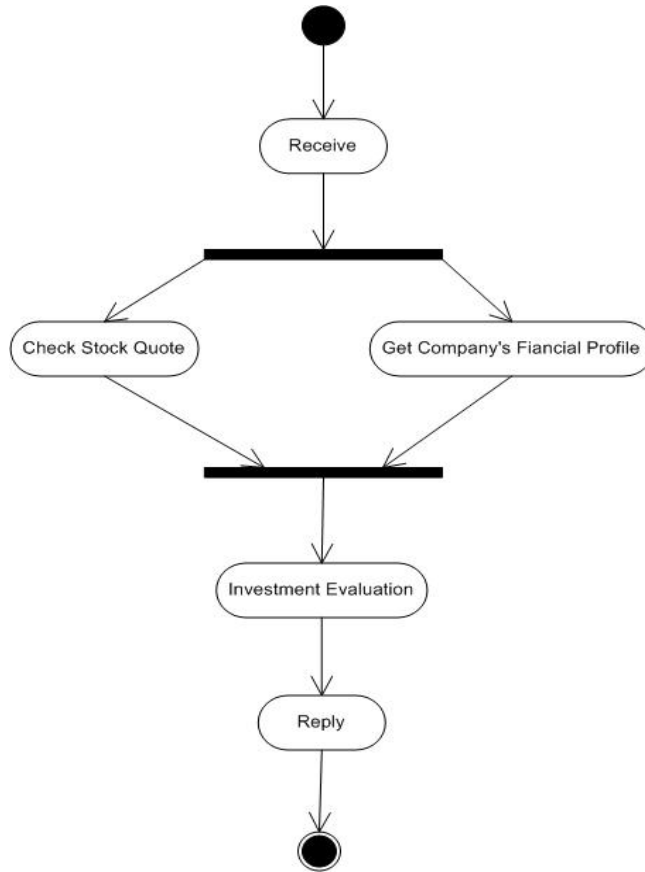 Receive
Check Stock Quote
Get Company's Fiancial Profile
Investment Evaluation
Reply